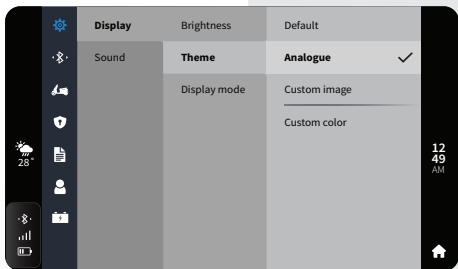 Display
Sound
Brightness
Theme
Display mode
Default
Analogue
Custom image
Custom color
28°
12
49
AM